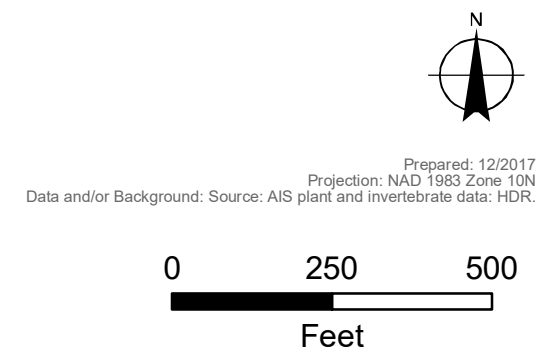 N
Prepared: 12/2017
Projection: NAD 1983 Zone 10N
Data and/or Background: Source: AIS plant and invertebrate data: HDR.
0 250 500
Feet